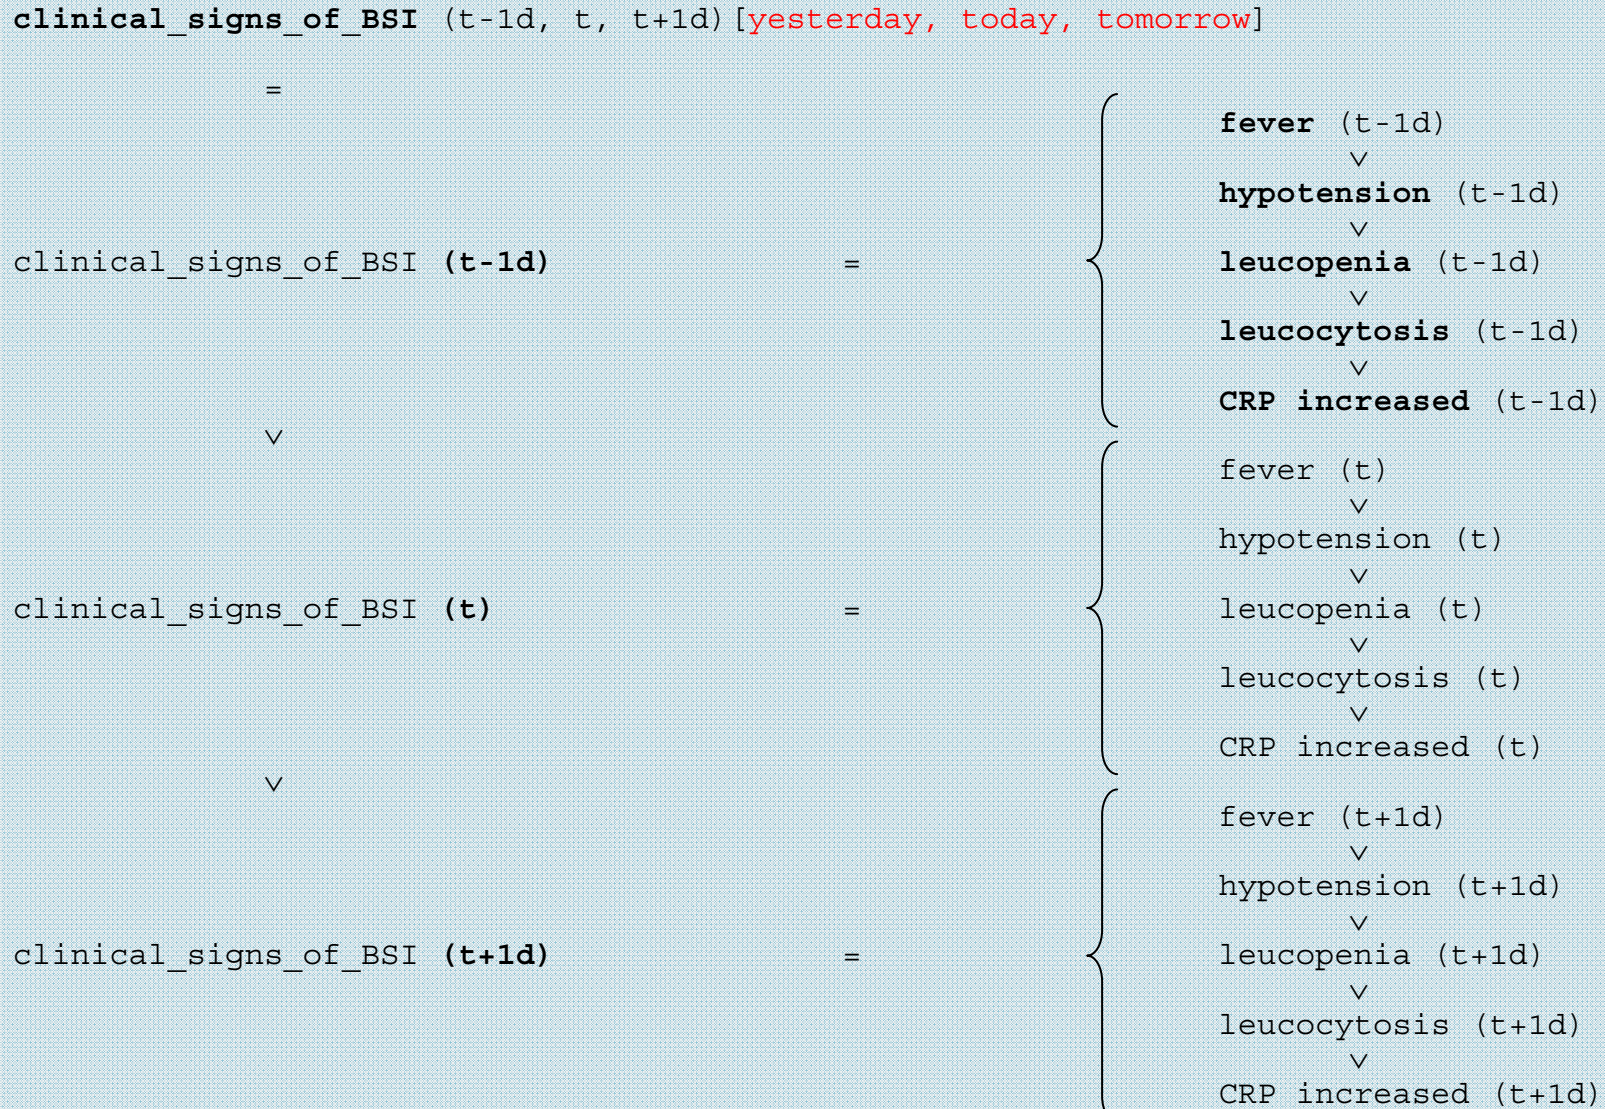 clinical_signs_of_BSI (t-1d, t, t+1d)[yesterday, today, tomorrow]
=
fever (t-1d)
∨
hypotension (t-1d)
∨
clinical_signs_of_BSI (t-1d) = leucopenia (t-1d)
∨
leucocytosis (t-1d)
∨
CRP increased (t-1d)
∨
fever (t)
∨
hypotension (t)
∨
clinical_signs_of_BSI (t) = leucopenia (t)
∨
leucocytosis (t)
∨
CRP increased (t)
∨
fever (t+1d)
∨
hypotension (t+1d)
∨
clinical_signs_of_BSI (t+1d) = leucopenia (t+1d)
∨
leucocytosis (t+1d)
∨
CRP increased (t+1d)